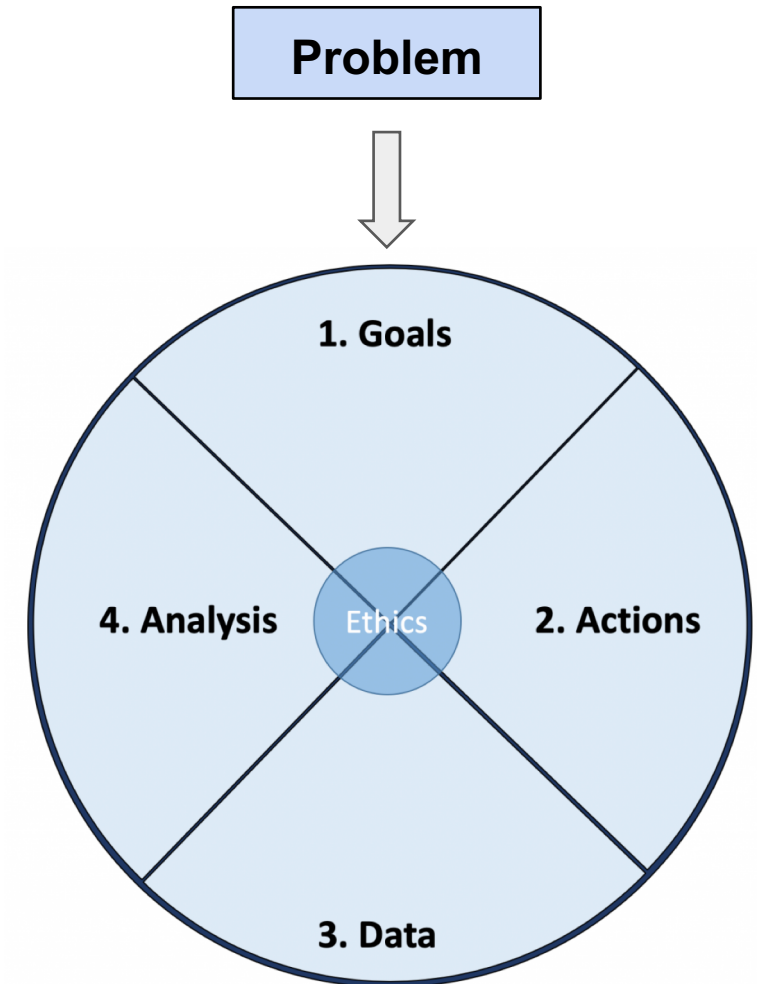 Problem
1. Goals
4. Analysis
Ethics
2. Actions
3. Data